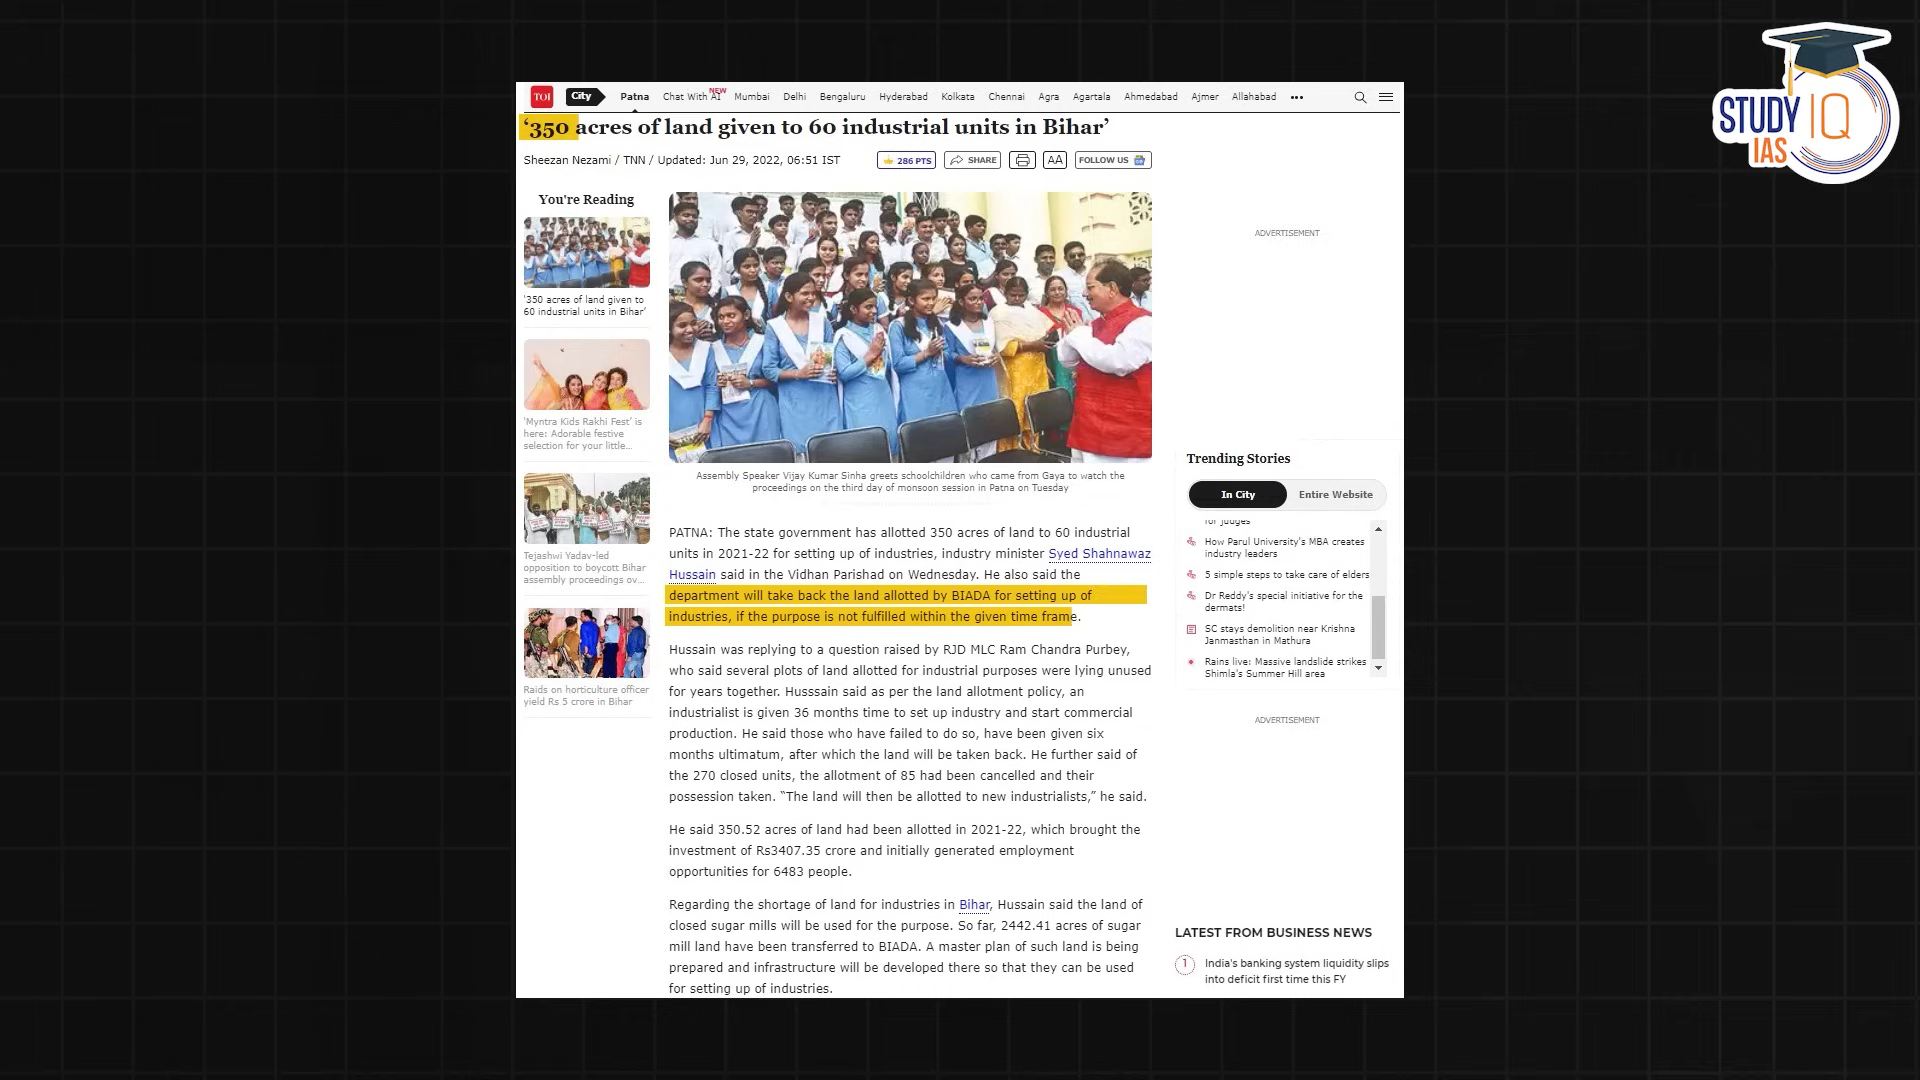 TOI City Patna Chat With AI NEW Mumbai Delhi Bengaluru Hyderabad Kolkata Chennai Agra Agartala Ahmedabad Ajmer Allahabad •••
‘350 acres of land given to 60 industrial units in Bihar’
Sheezan Nezami / TNN / Updated: Jun 29, 2022, 06:51 IST
286 PTS SHARE AA FOLLOW US
You're Reading
'350 acres of land given to
60 industrial units in Bihar'
'Myntra Kids Rakhi Fest' is
here: Adorable festive
selection for your little...
Tejashwi Yadav-led
opposition to boycott Bihar
assembly proceedings ov...
Raids on horticulture officer
yield Rs 5 crore in Bihar
Assembly Speaker Vijay Kumar Sinha greets schoolchildren who came from Gaya to watch the
proceedings on the third day of monsoon session in Patna on Tuesday
PATNA: The state government has allotted 350 acres of land to 60 industrial
units in 2021-22 for setting up of industries, industry minister Syed Shahnawaz
Hussain said in the Vidhan Parishad on Wednesday. He also said the
department will take back the land allotted by BIADA for setting up of
industries, if the purpose is not fulfilled within the given time frame.
Hussain was replying to a question raised by RJD MLC Ram Chandra Purbey,
who said several plots of land allotted for industrial purposes were lying unused
for years together. Husssain said as per the land allotment policy, an
industrialist is given 36 months time to set up industry and start commercial
production. He said those who have failed to do so, have been given six
months ultimatum, after which the land will be taken back. He further said of
the 270 closed units, the allotment of 85 had been cancelled and their
possession taken. “The land will then be allotted to new industrialists,” he said.
He said 350.52 acres of land had been allotted in 2021-22, which brought the
investment of Rs3407.35 crore and initially generated employment
opportunities for 6483 people.
Regarding the shortage of land for industries in Bihar, Hussain said the land of
closed sugar mills will be used for the purpose. So far, 2442.41 acres of sugar
mill land have been transferred to BIADA. A master plan of such land is being
prepared and infrastructure will be developed there so that they can be used
for setting up of industries.
ADVERTISEMENT
Trending Stories
In City Entire Website
for judges
How Parul University's MBA creates
industry leaders
5 simple steps to take care of elders
Dr Reddy's special initiative for the
dermats!
SC stays demolition near Krishna
Janmasthan in Mathura
Rains live: Massive landslide strikes
Shimla's Summer Hill area
ADVERTISEMENT
LATEST FROM BUSINESS NEWS
1 India's banking system liquidity slips
into deficit first time this FY
STUDY IQ
IAS